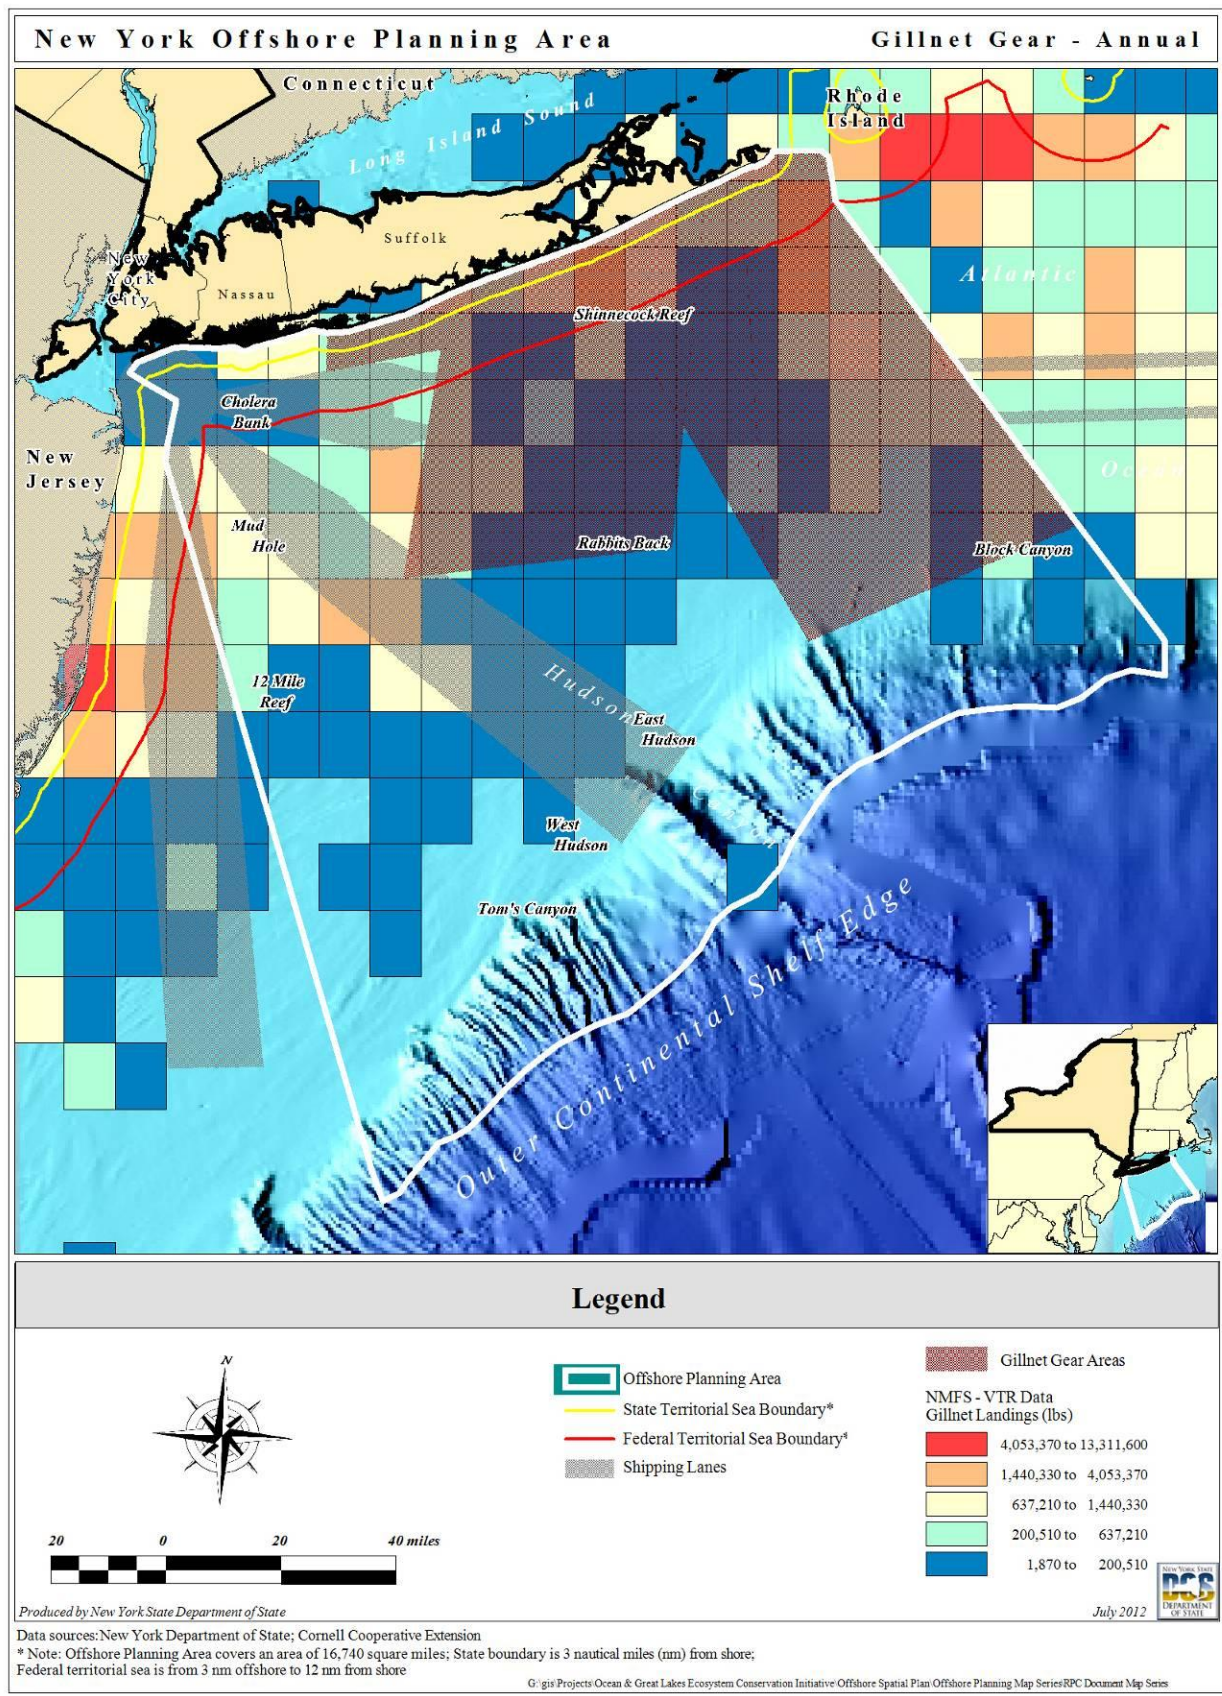 New York Offshore Planning Area
Gillnet Gear - Annual
Connecticut
Long Island Sound
Rhode
Island
Suffolk
Nassau
New
York
City
Atlantic
Ocean
Shinnecock Reef
Cholera
Bank
New
Jersey
Mud
Hole
Rabbits Back
Block Canyon
12 Mile
Reef
Hudson
Canyon
East
Hudson
West
Hudson
Tom's Canyon
Outer Continental Shelf Edge
Legend
N
Offshore Planning Area
State Territorial Sea Boundary*
Federal Territorial Sea Boundary*
Shipping Lanes
Gillnet Gear Areas
NMFS - VTR Data
Gillnet Landings (lbs)
4,053,370 to 13,311,600
1,440,330 to 4,053,370
637,210 to 1,440,330
200,510 to 637,210
1,870 to 200,510
20 0 20 40 miles
Produced by New York State Department of State
July 2012
NEW YORK STATE
DOS
DEPARTMENT
OF STATE
Data sources: New York Department of State; Cornell Cooperative Extension
* Note: Offshore Planning Area covers an area of 16,740 square miles; State boundary is 3 nautical miles (nm) from shore;
Federal territorial sea is from 3 nm offshore to 12 nm from shore
G:\gis\Projects\Ocean & Great Lakes Ecosystem Conservation Initiative\Offshore Spatial Plan\Offshore Planning Map Series\RPC Document Map Series